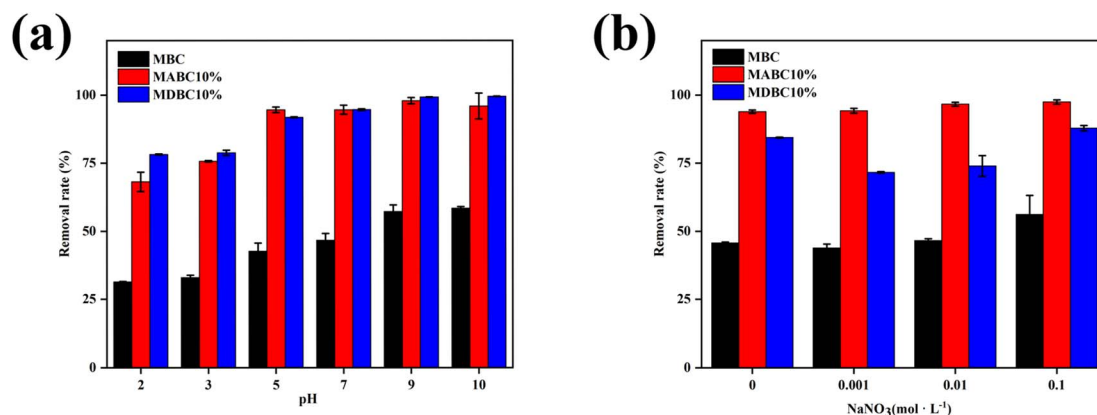 (a)
MBC
MABC10%
MDBC10%
100
75
50
25
0
Removal rate (%)
2 3 5 7 9 10
pH
(b)
MBC
MABC10%
MDBC10%
100
75
50
25
0
Removal rate (%)
0 0.001 0.01 0.1
NaNO₃(mol · L⁻¹)